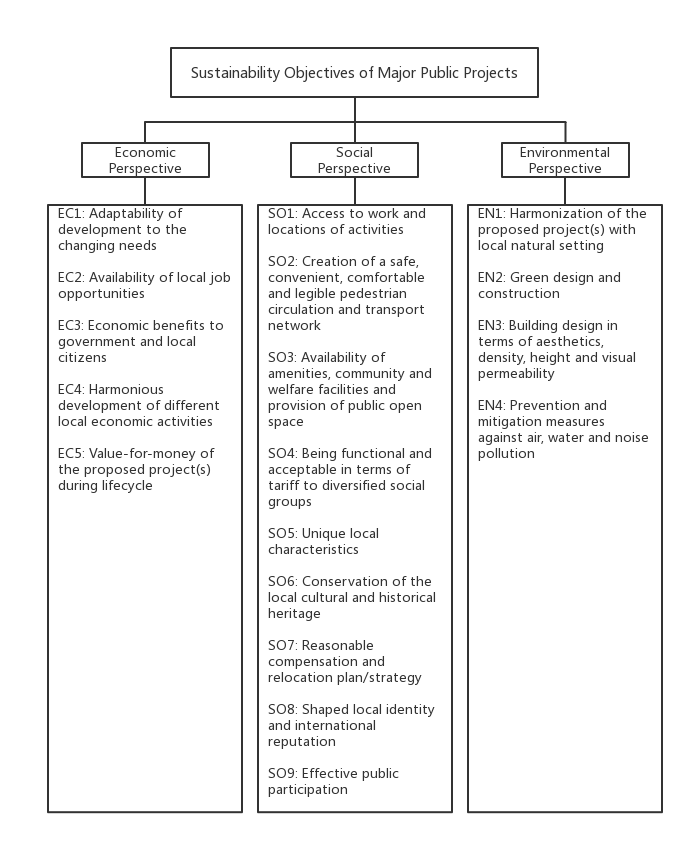 Sustainability Objectives of Major Public Projects
Economic
Perspective
Social
Perspective
Environmental
Perspective
EC1: Adaptability of
development to the
changing needs
EC2: Availability of local job
opportunities
EC3: Economic benefits to
government and local
citizens
EC4: Harmonious
development of different
local economic activities
EC5: Value-for-money of
the proposed project(s)
during lifecycle
SO1: Access to work and
locations of activities
SO2: Creation of a safe,
convenient, comfortable
and legible pedestrian
circulation and transport
network
SO3: Availability of
amenities, community and
welfare facilities and
provision of public open
space
SO4: Being functional and
acceptable in terms of
tariff to diversified social
groups
SO5: Unique local
characteristics
SO6: Conservation of the
local cultural and historical
heritage
SO7: Reasonable
compensation and
relocation plan/strategy
SO8: Shaped local identity
and international
reputation
SO9: Effective public
participation
EN1: Harmonization of the
proposed project(s) with
local natural setting
EN2: Green design and
construction
EN3: Building design in
terms of aesthetics,
density, height and visual
permeability
EN4: Prevention and
mitigation measures
against air, water and noise
pollution